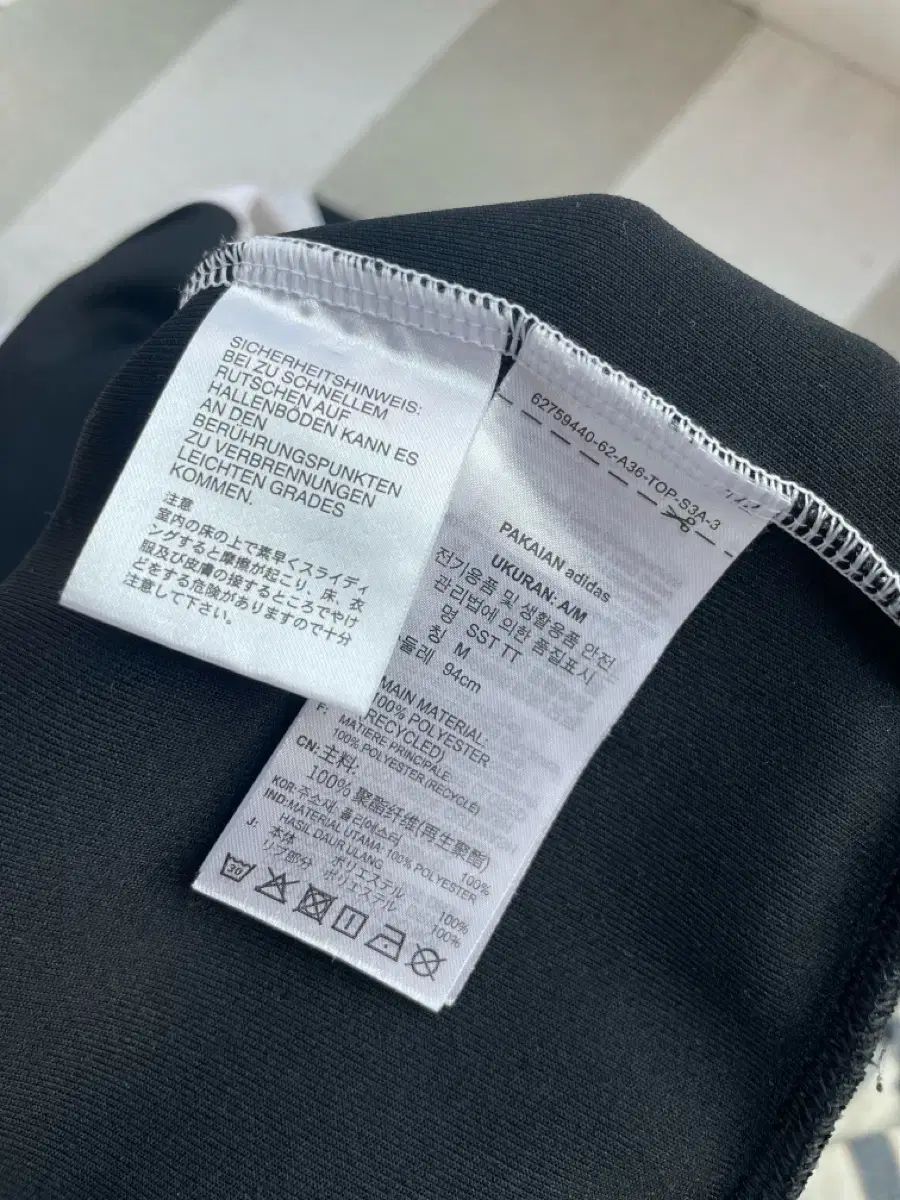 SICHERHEITSHINWEIS:
BEI ZU SCHNELLEM
RUTSCHEN AUF
HALLENBÖDEN KANN ES
AN DEN
BERÜHRUNGSPUNKTEN
ZU VERBRENNUNGEN
LEICHTEN GRADES
KOMMEN.
注意
室内の床の上で素早くスライディ
ングすると摩擦が起こり、床、衣
服及び皮膚の接するところでやけ
どをする危険がありますので十分
注意して下さい。
62759440-62-A36-TOP-S3A-3
PAKAIAN adidas
UKURAN: A/M
전기용품 및 생활용품 안전
관리법에 의한 품질표시
명 SST TT
칭 M
둘레 94cm
MAIN MATERIAL:
100% POLYESTER
(RECYCLED)
F: MATIERE PRINCIPALE:
100% POLYESTER (RECYCLE)
CN: 主料:
100% 聚酯纤维(再生聚酯)
KOR: 주소재, 폴리에스터 100%
IND: MATERIAL UTAMA: 100% POLYESTER
HASIL DAUR ULANG
J: 本体 ポリエステル 100%
リブ部分 ポリエステル 100%
30